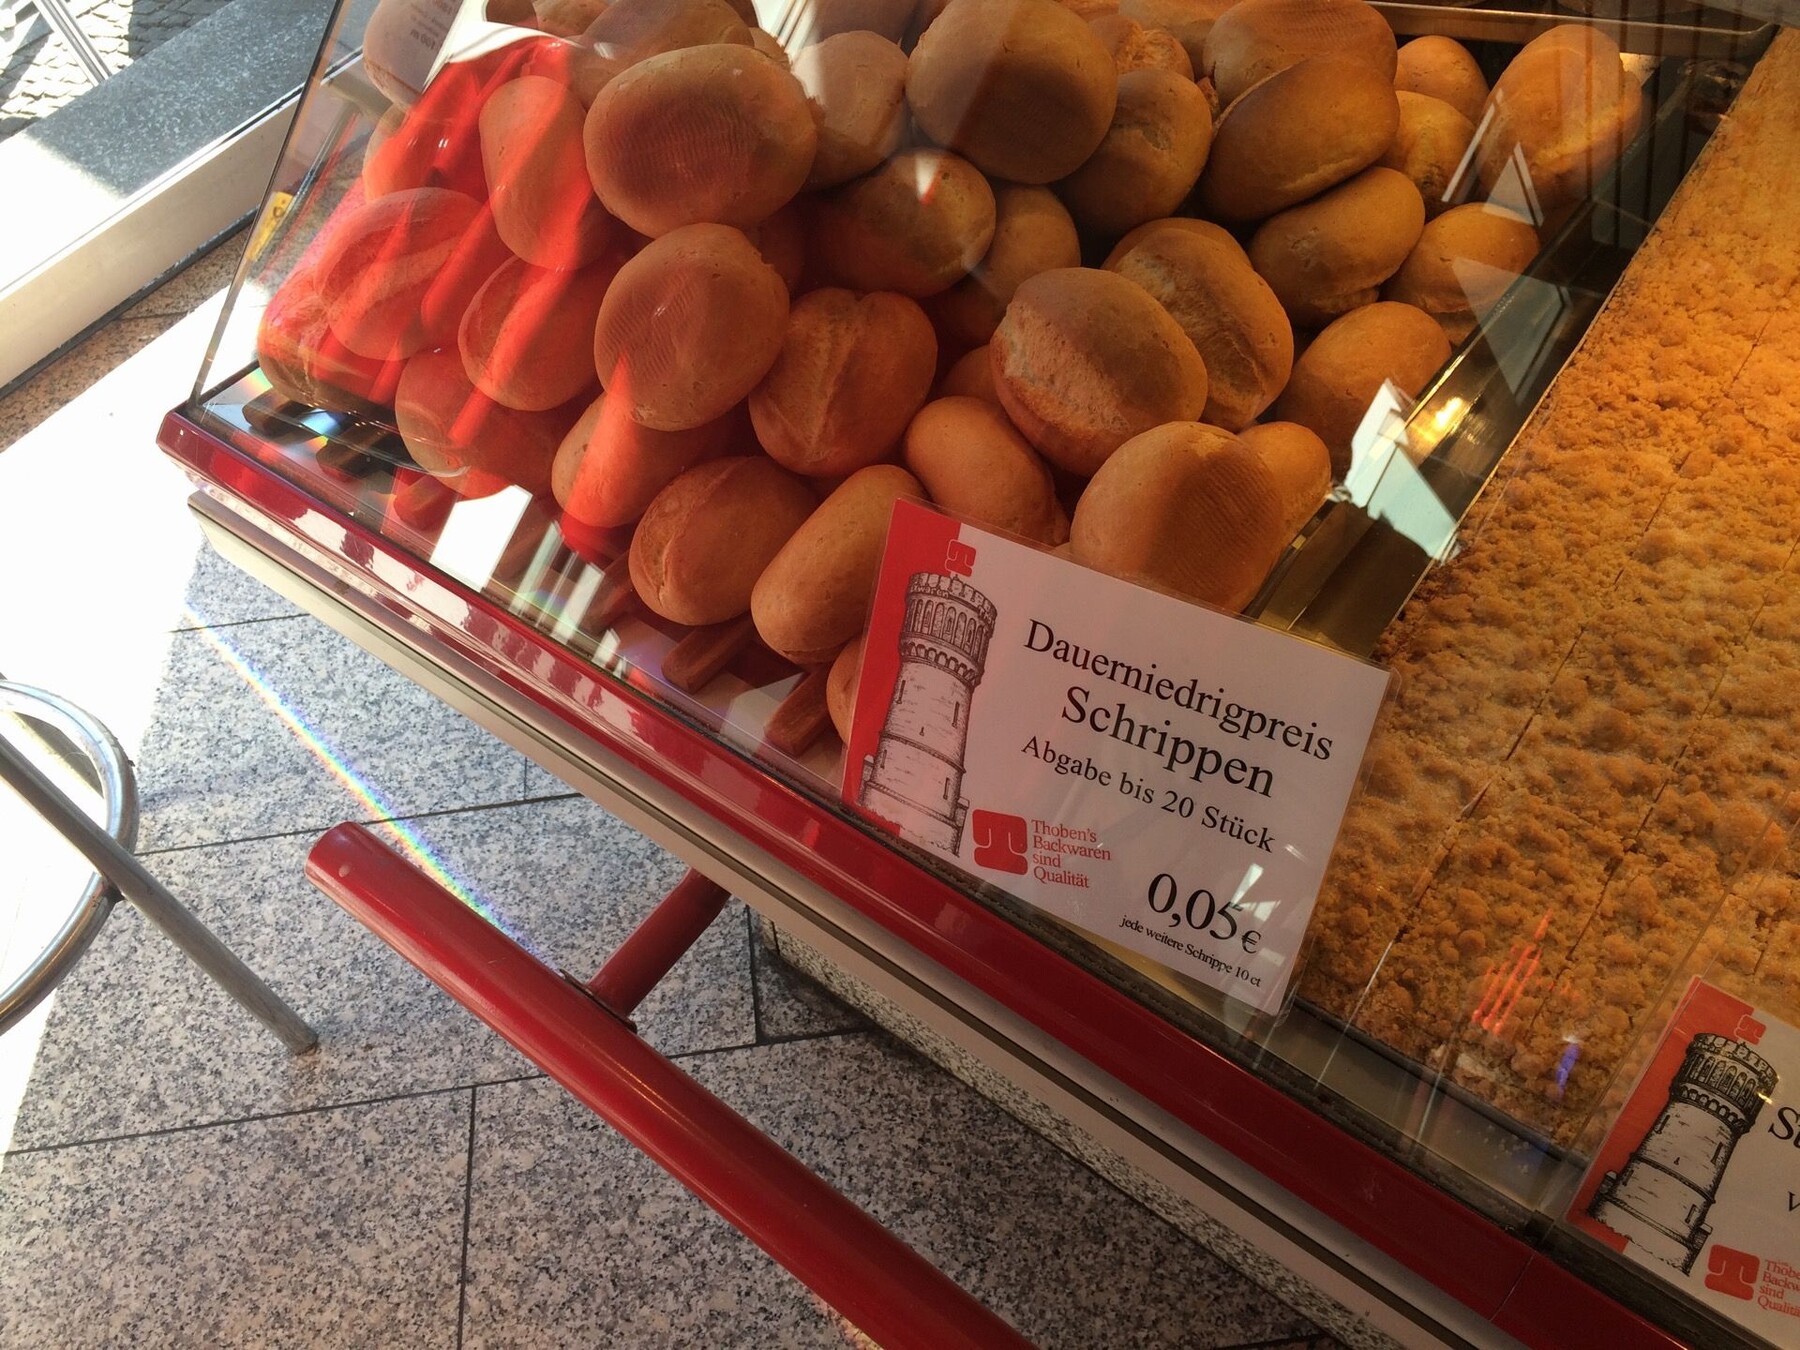 Dauerniedrigpreis
Schrippen
Abgabe bis 20 Stück
Thoben's
Backwaren
sind
Qualität
0,05€
jede weitere Schrippe 10 ct